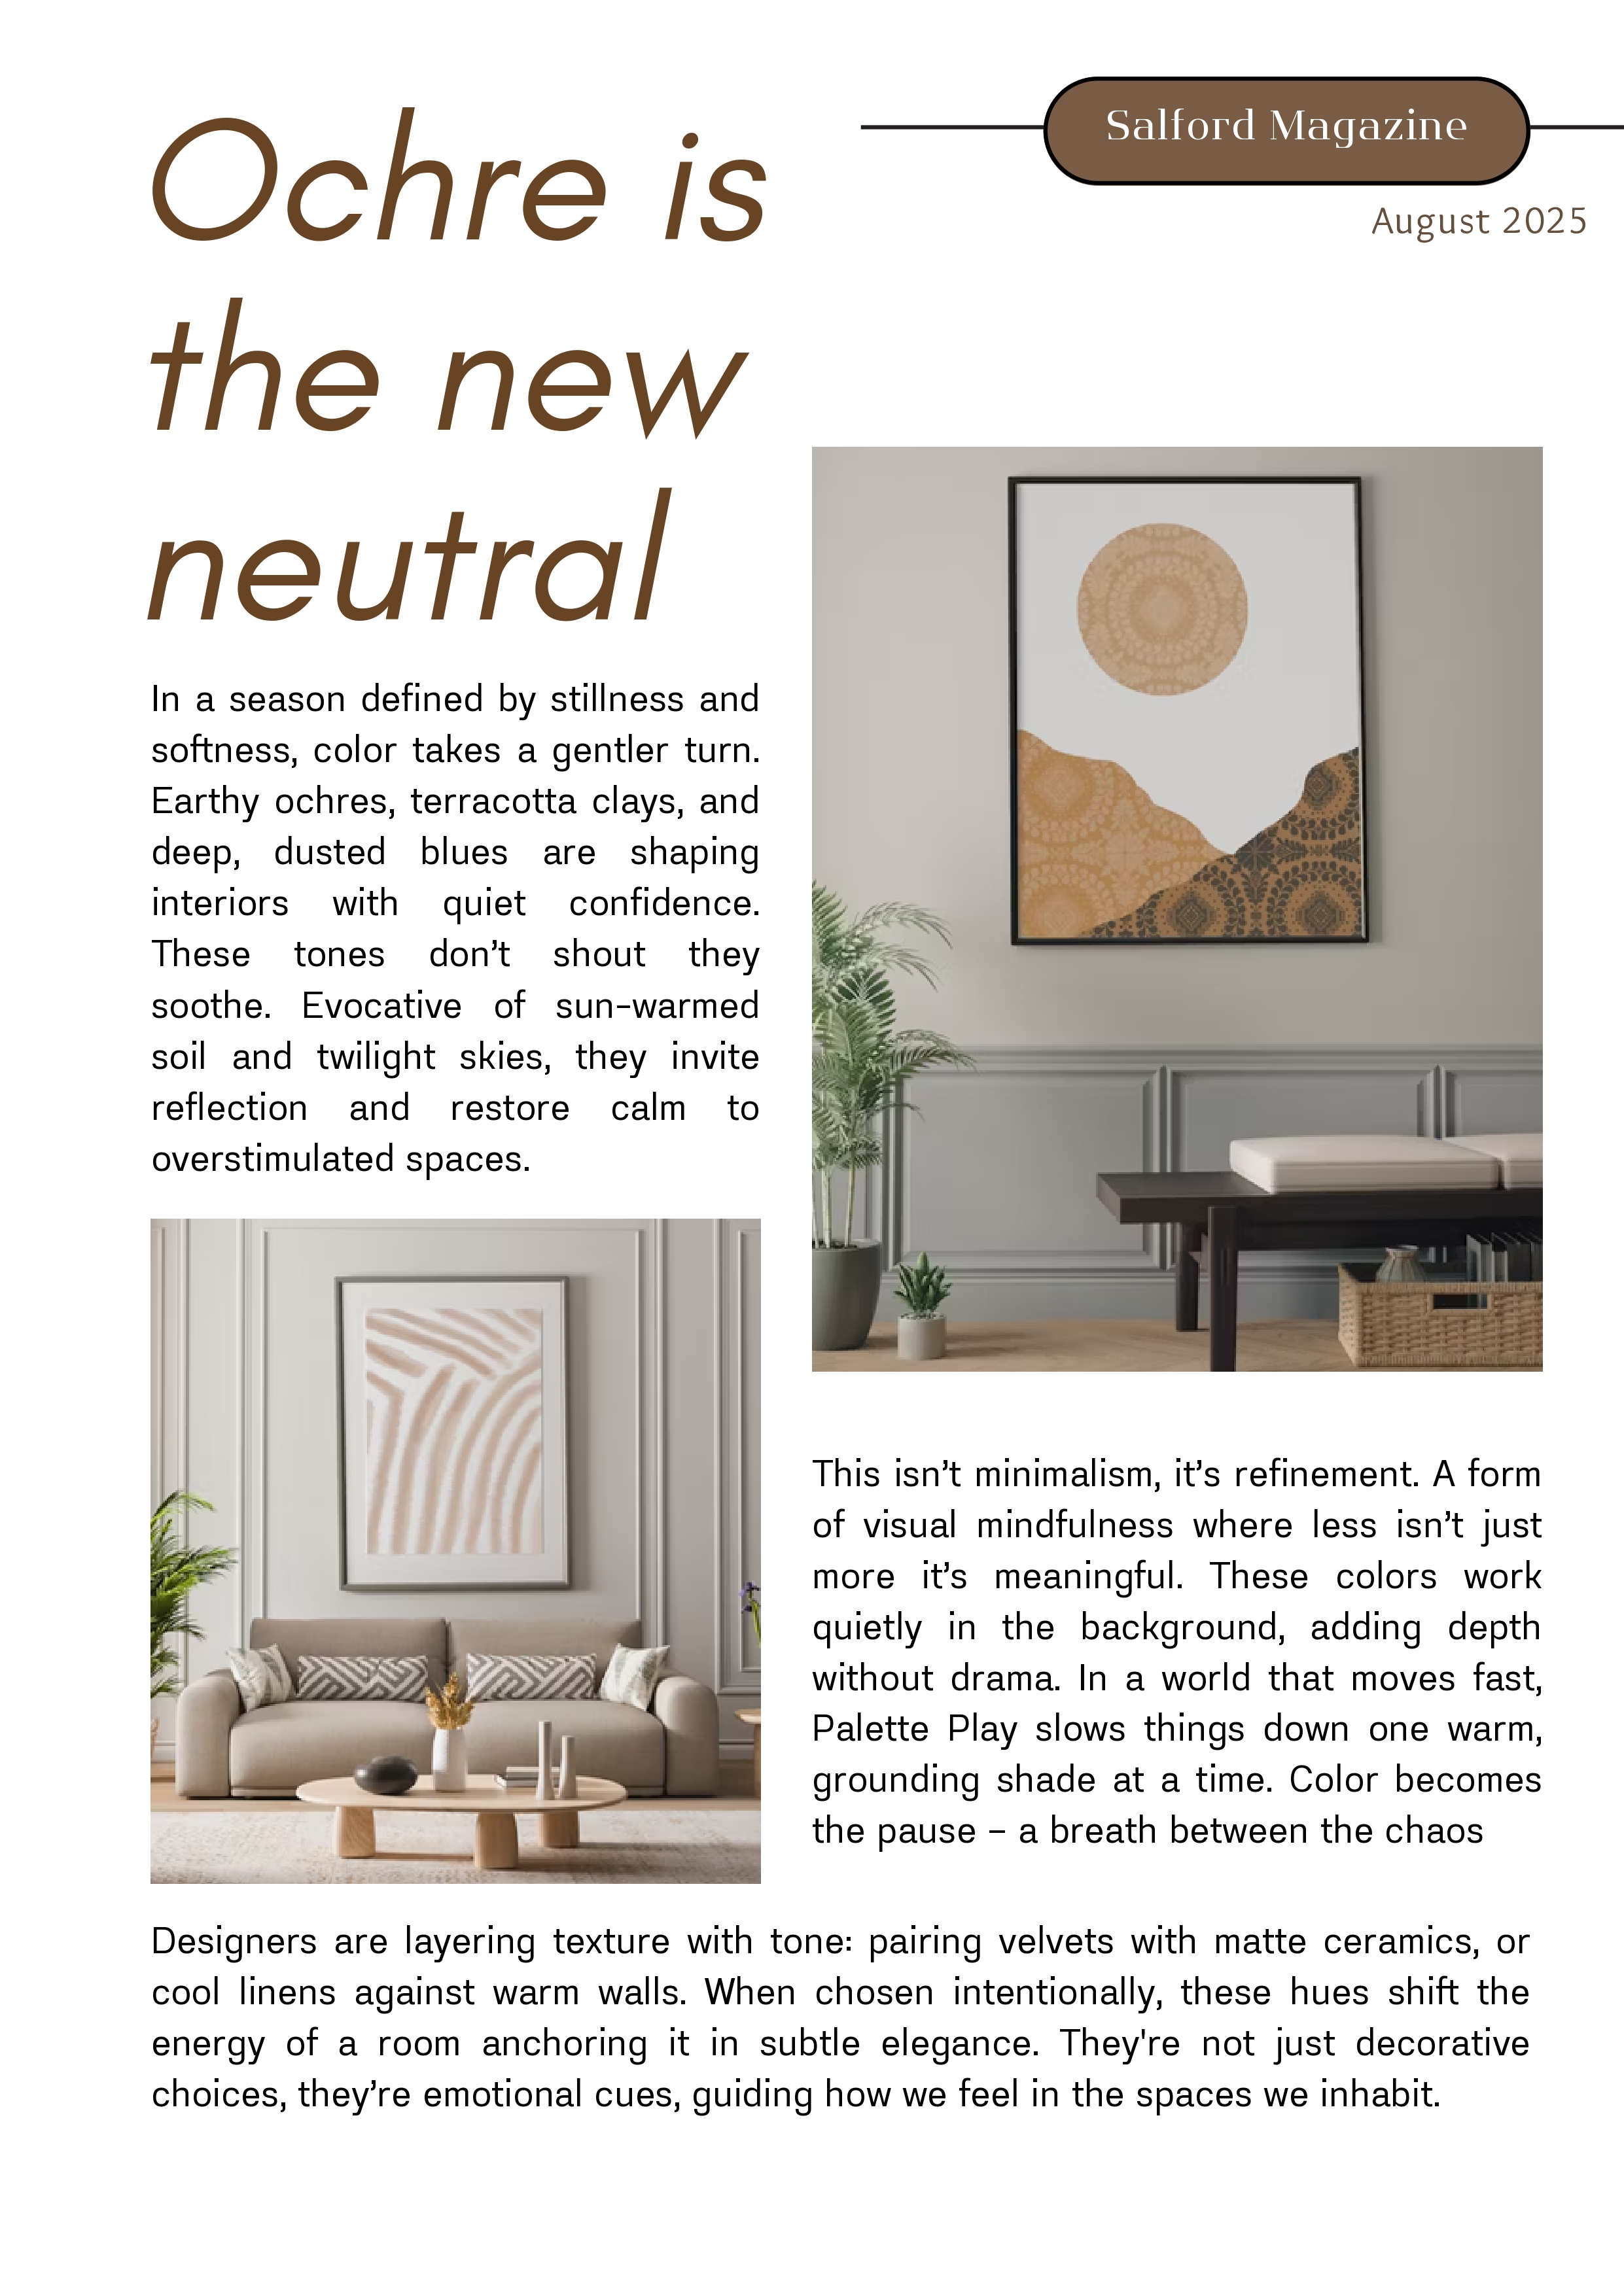 Ochre is
the new
neutral
Salford Magazine
August 2025
In a season defined by stillness and
softness, color takes a gentler turn.
Earthy ochres, terracotta clays, and
deep, dusted blues are shaping
interiors with quiet confidence.
These tones don’t shout they
soothe. Evocative of sun-warmed
soil and twilight skies, they invite
reflection and restore calm to
overstimulated spaces.
This isn’t minimalism, it’s refinement. A form
of visual mindfulness where less isn’t just
more it’s meaningful. These colors work
quietly in the background, adding depth
without drama. In a world that moves fast,
Palette Play slows things down one warm,
grounding shade at a time. Color becomes
the pause – a breath between the chaos
Designers are layering texture with tone: pairing velvets with matte ceramics, or
cool linens against warm walls. When chosen intentionally, these hues shift the
energy of a room anchoring it in subtle elegance. They're not just decorative
choices, they’re emotional cues, guiding how we feel in the spaces we inhabit.